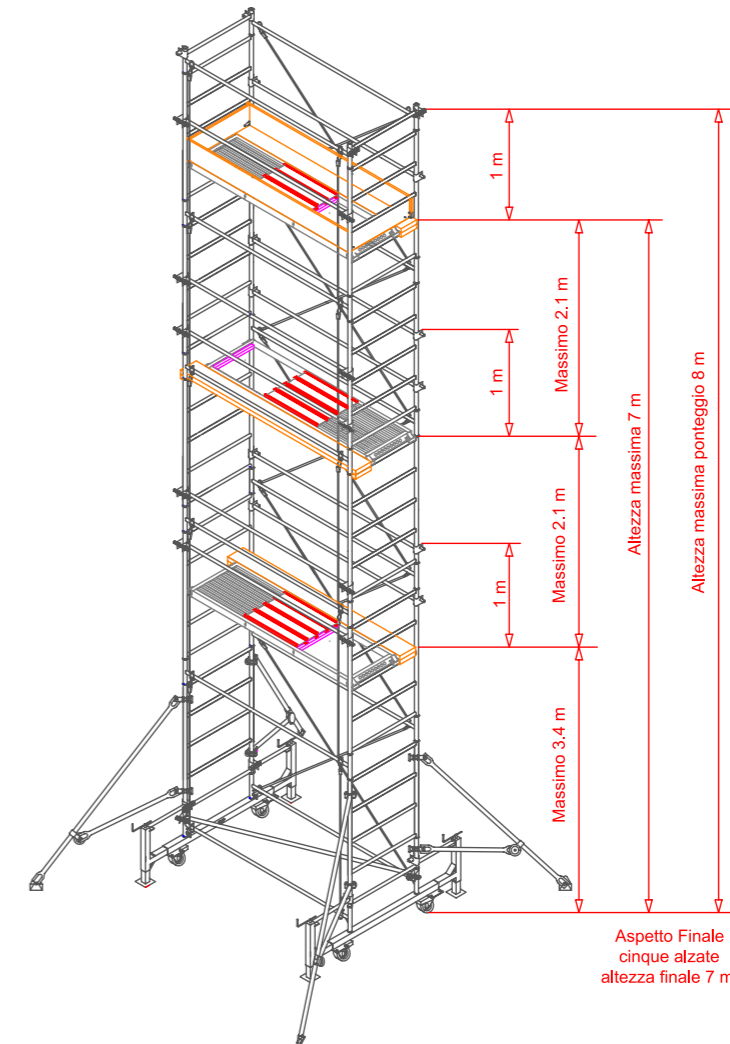 1 m
Massimo 2.1 m
1 m
Massimo 2.1 m
1 m
Massimo 3.4 m
Altezza massima 7 m
Altezza massima ponteggio 8 m
Aspetto Finale
cinque alzate
altezza finale 7 m